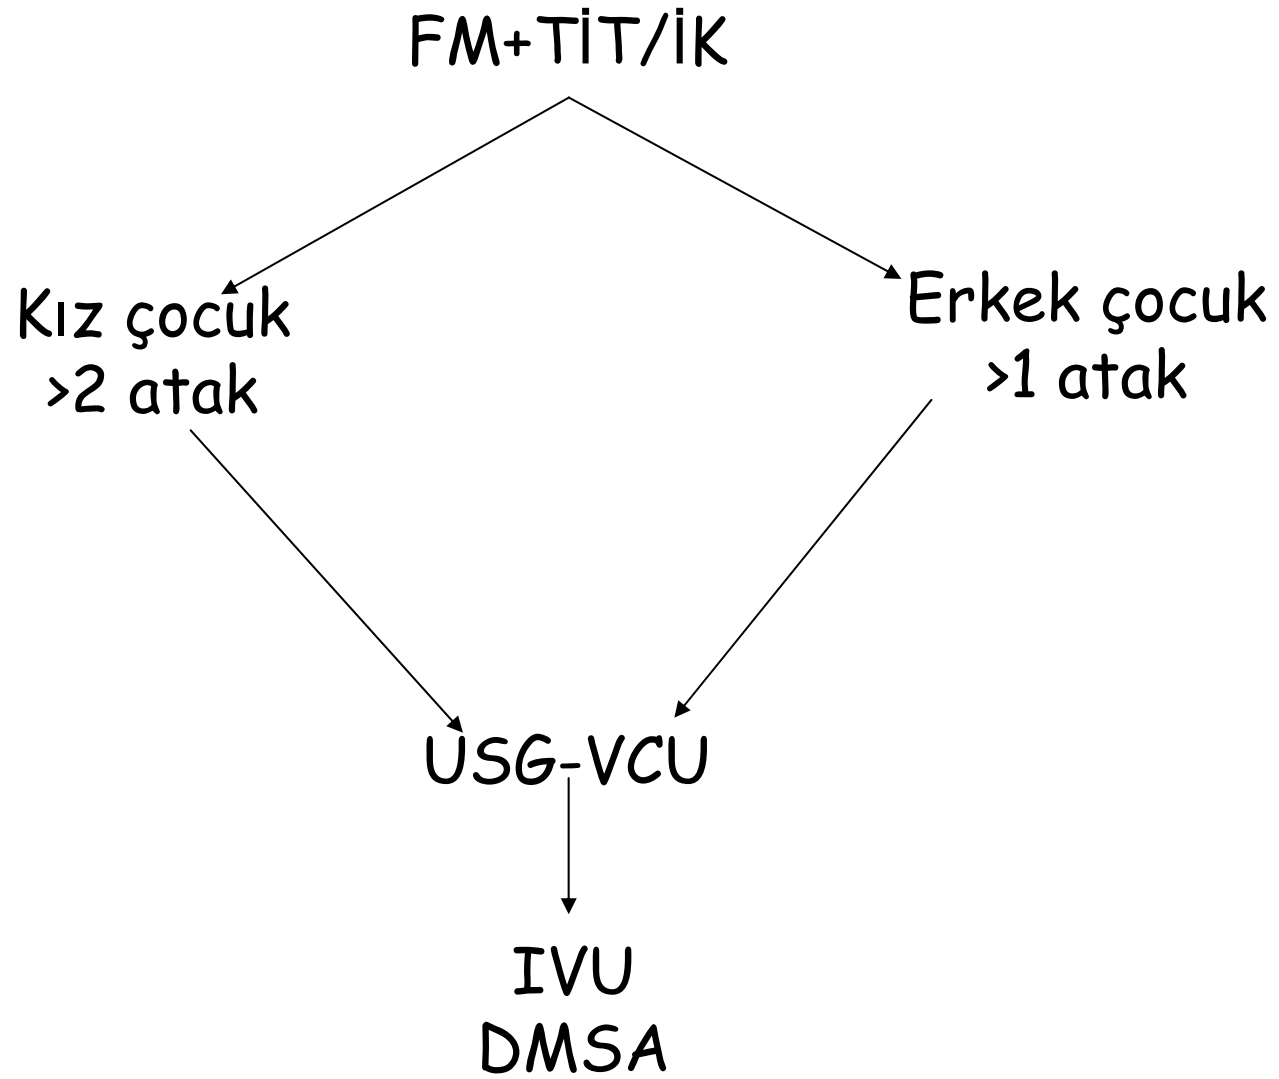 FM+TİT/İK
Kız çocuk
>2 atak
Erkek çocuk
>1 atak
USG-VCU
IVU
DMSA